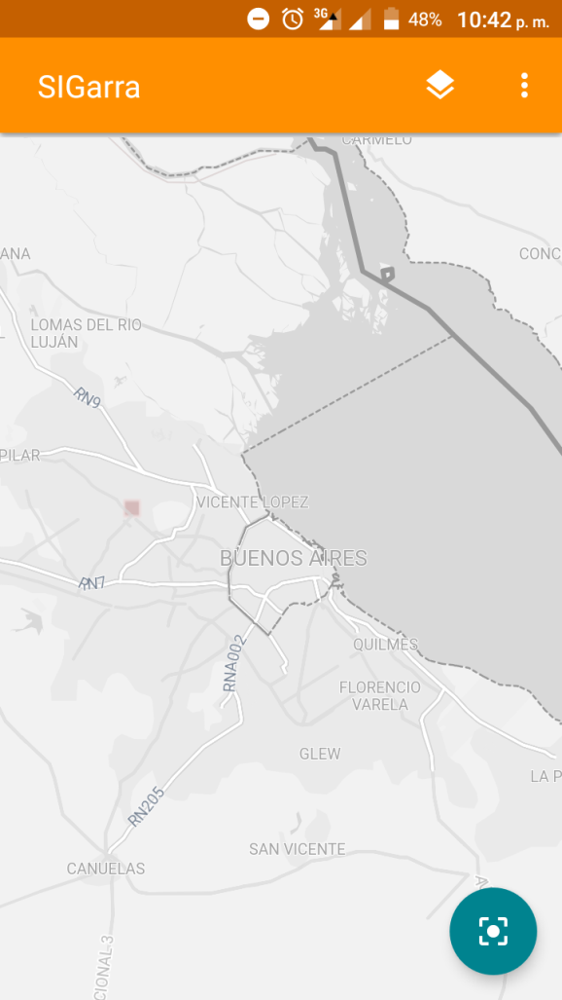 3G 48% 10:42 p. m.
SIGarra
CARMELO
ANA
CONC
LOMAS DEL RIO
LUJÁN
RN9
PILAR
VICENTE LOPEZ
BUENOS AIRES
RN7
QUILMES
RNA002
FLORENCIO
VARELA
GLEW
LA P
RN205
SAN VICENTE
CANUELAS
A
CIONAL 3